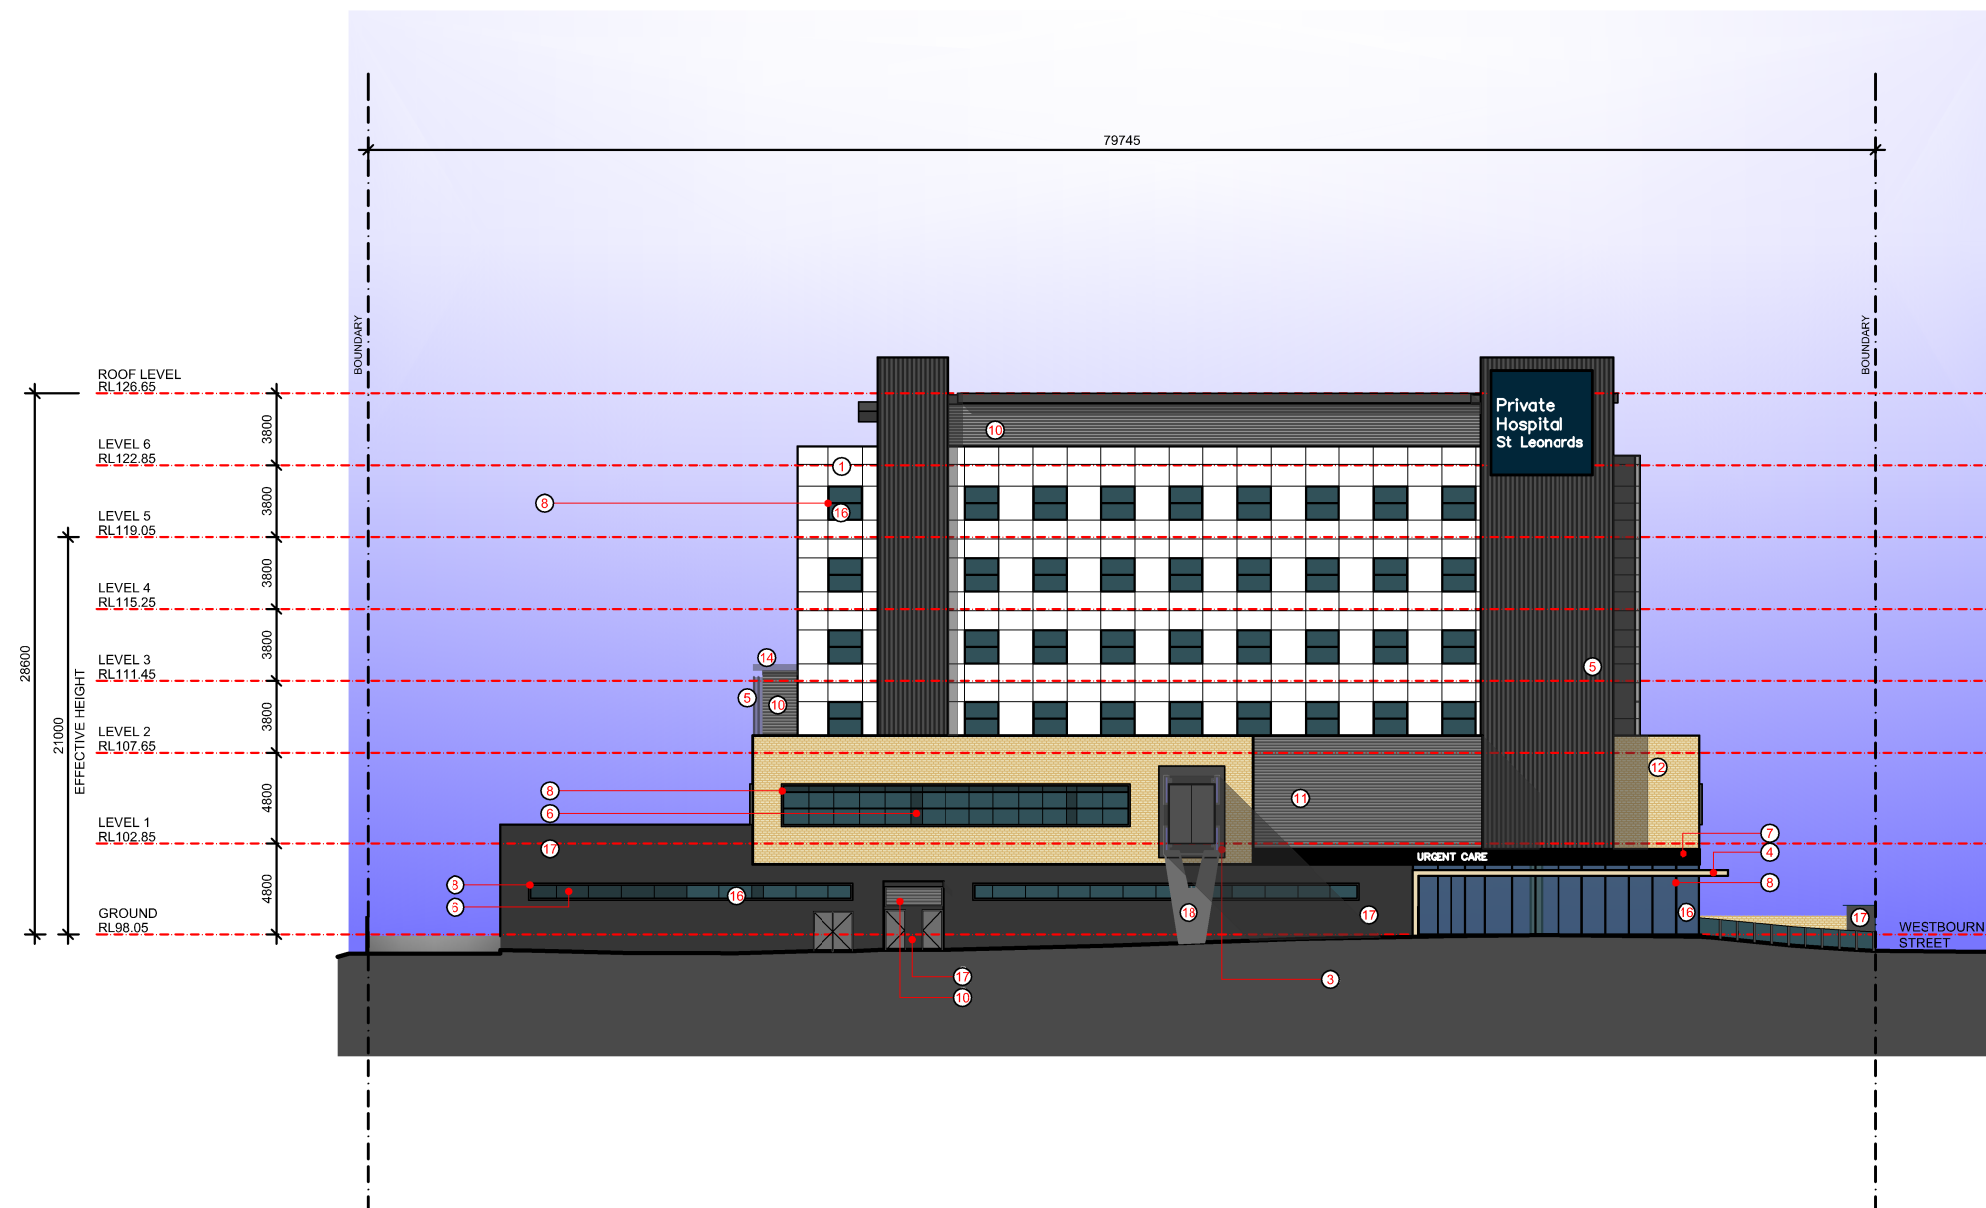 79745
BOUNDARY
BOUNDARY
ROOF LEVEL
RL126.65
3800
Private
Hospital
St Leonards
10
LEVEL 6
RL122.85
1
3800
8
16
LEVEL 5
RL119.05
3800
LEVEL 4
RL115.25
3800
28600
21000
EFFECTIVE HEIGHT
14
LEVEL 3
RL111.45
5
5
10
3800
LEVEL 2
RL107.65
12
4800
8
11
6
LEVEL 1
RL102.85
7
17
4
URGENT CARE
4800
8
8
16
6
GROUND
RL98.05
18
17
16
17
WESTBOURN
STREET
17
3
10